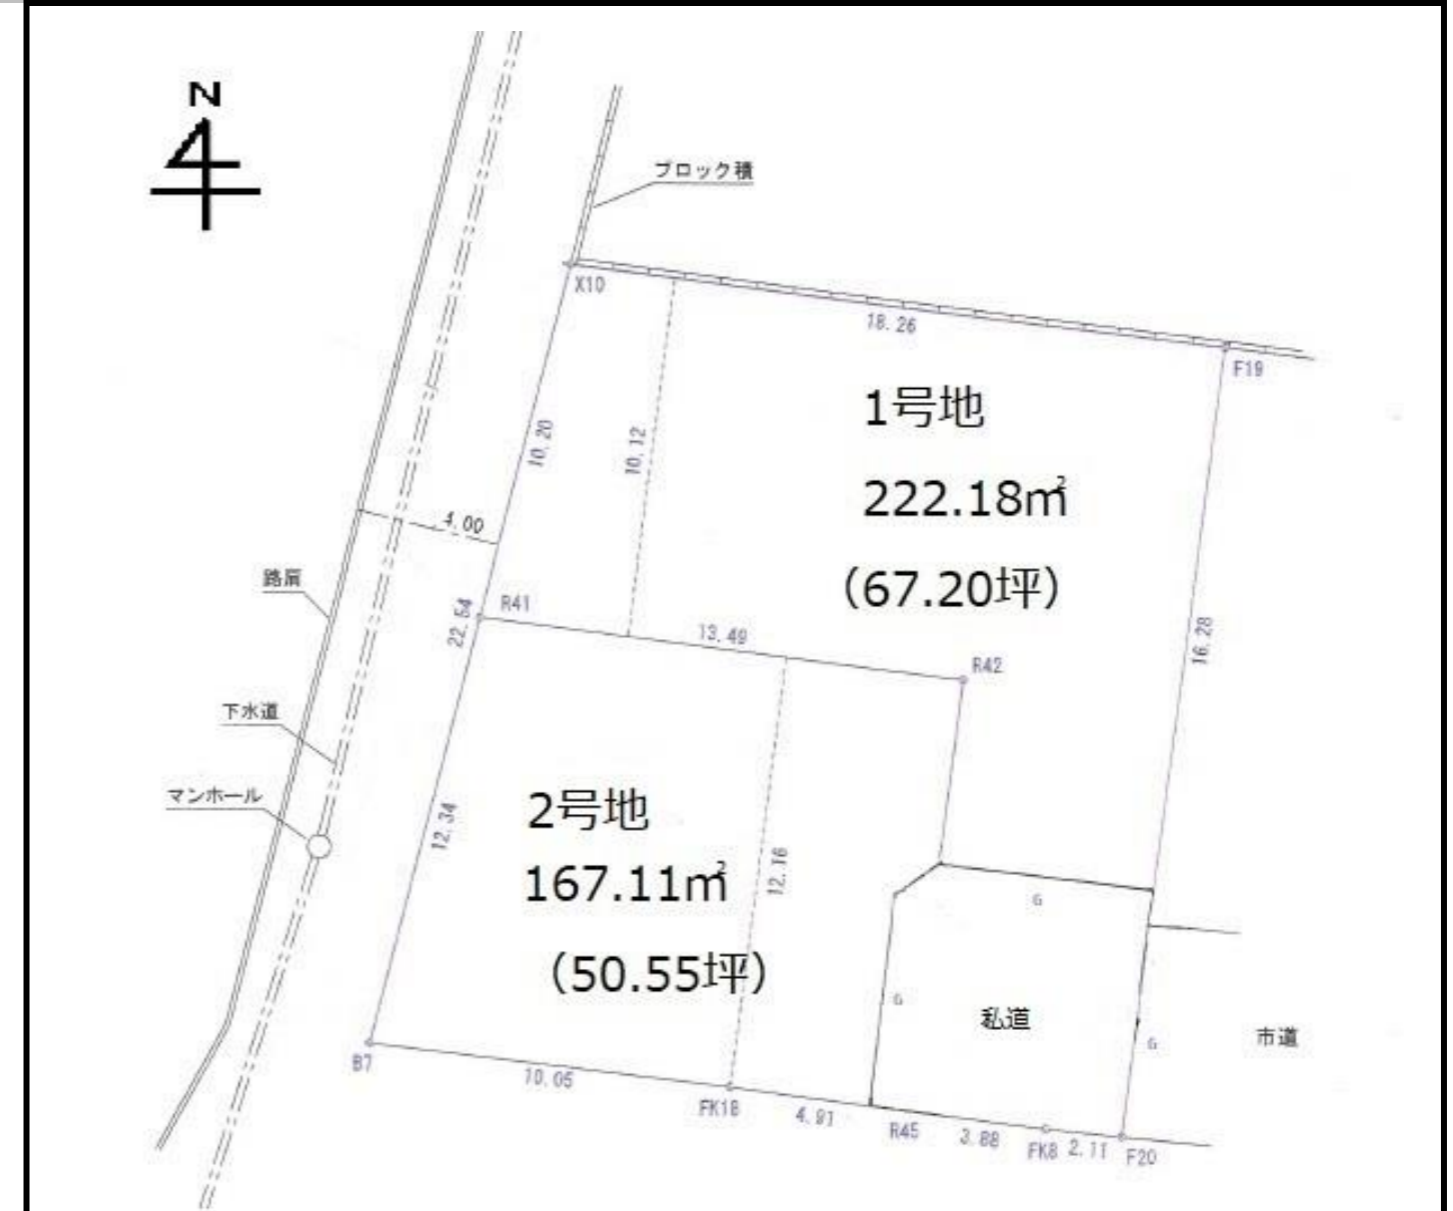 N
ブロック積
X10
18.26
F19
1号地
10.20
10.12
222.18㎡
4.00
(67.20坪)
路肩
R41
22.54
13.49
16.28
R42
下水道
マンホール
2号地
12.34
167.11㎡
12.16
G
(50.55坪)
G
私道
市道
G
B7
10.05
FK18
4.91
R45
3.88
FK8
2.11
F20